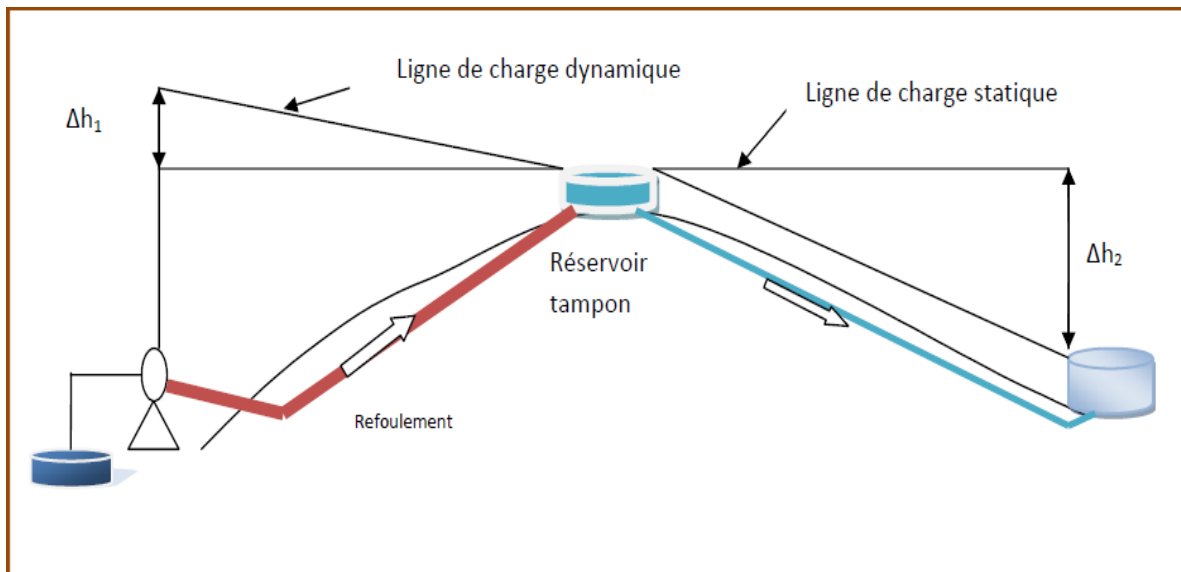 Ligne de charge dynamique
Ligne de charge statique
Δh₁
Δh₂
Réservoir
tampon
Refoulement